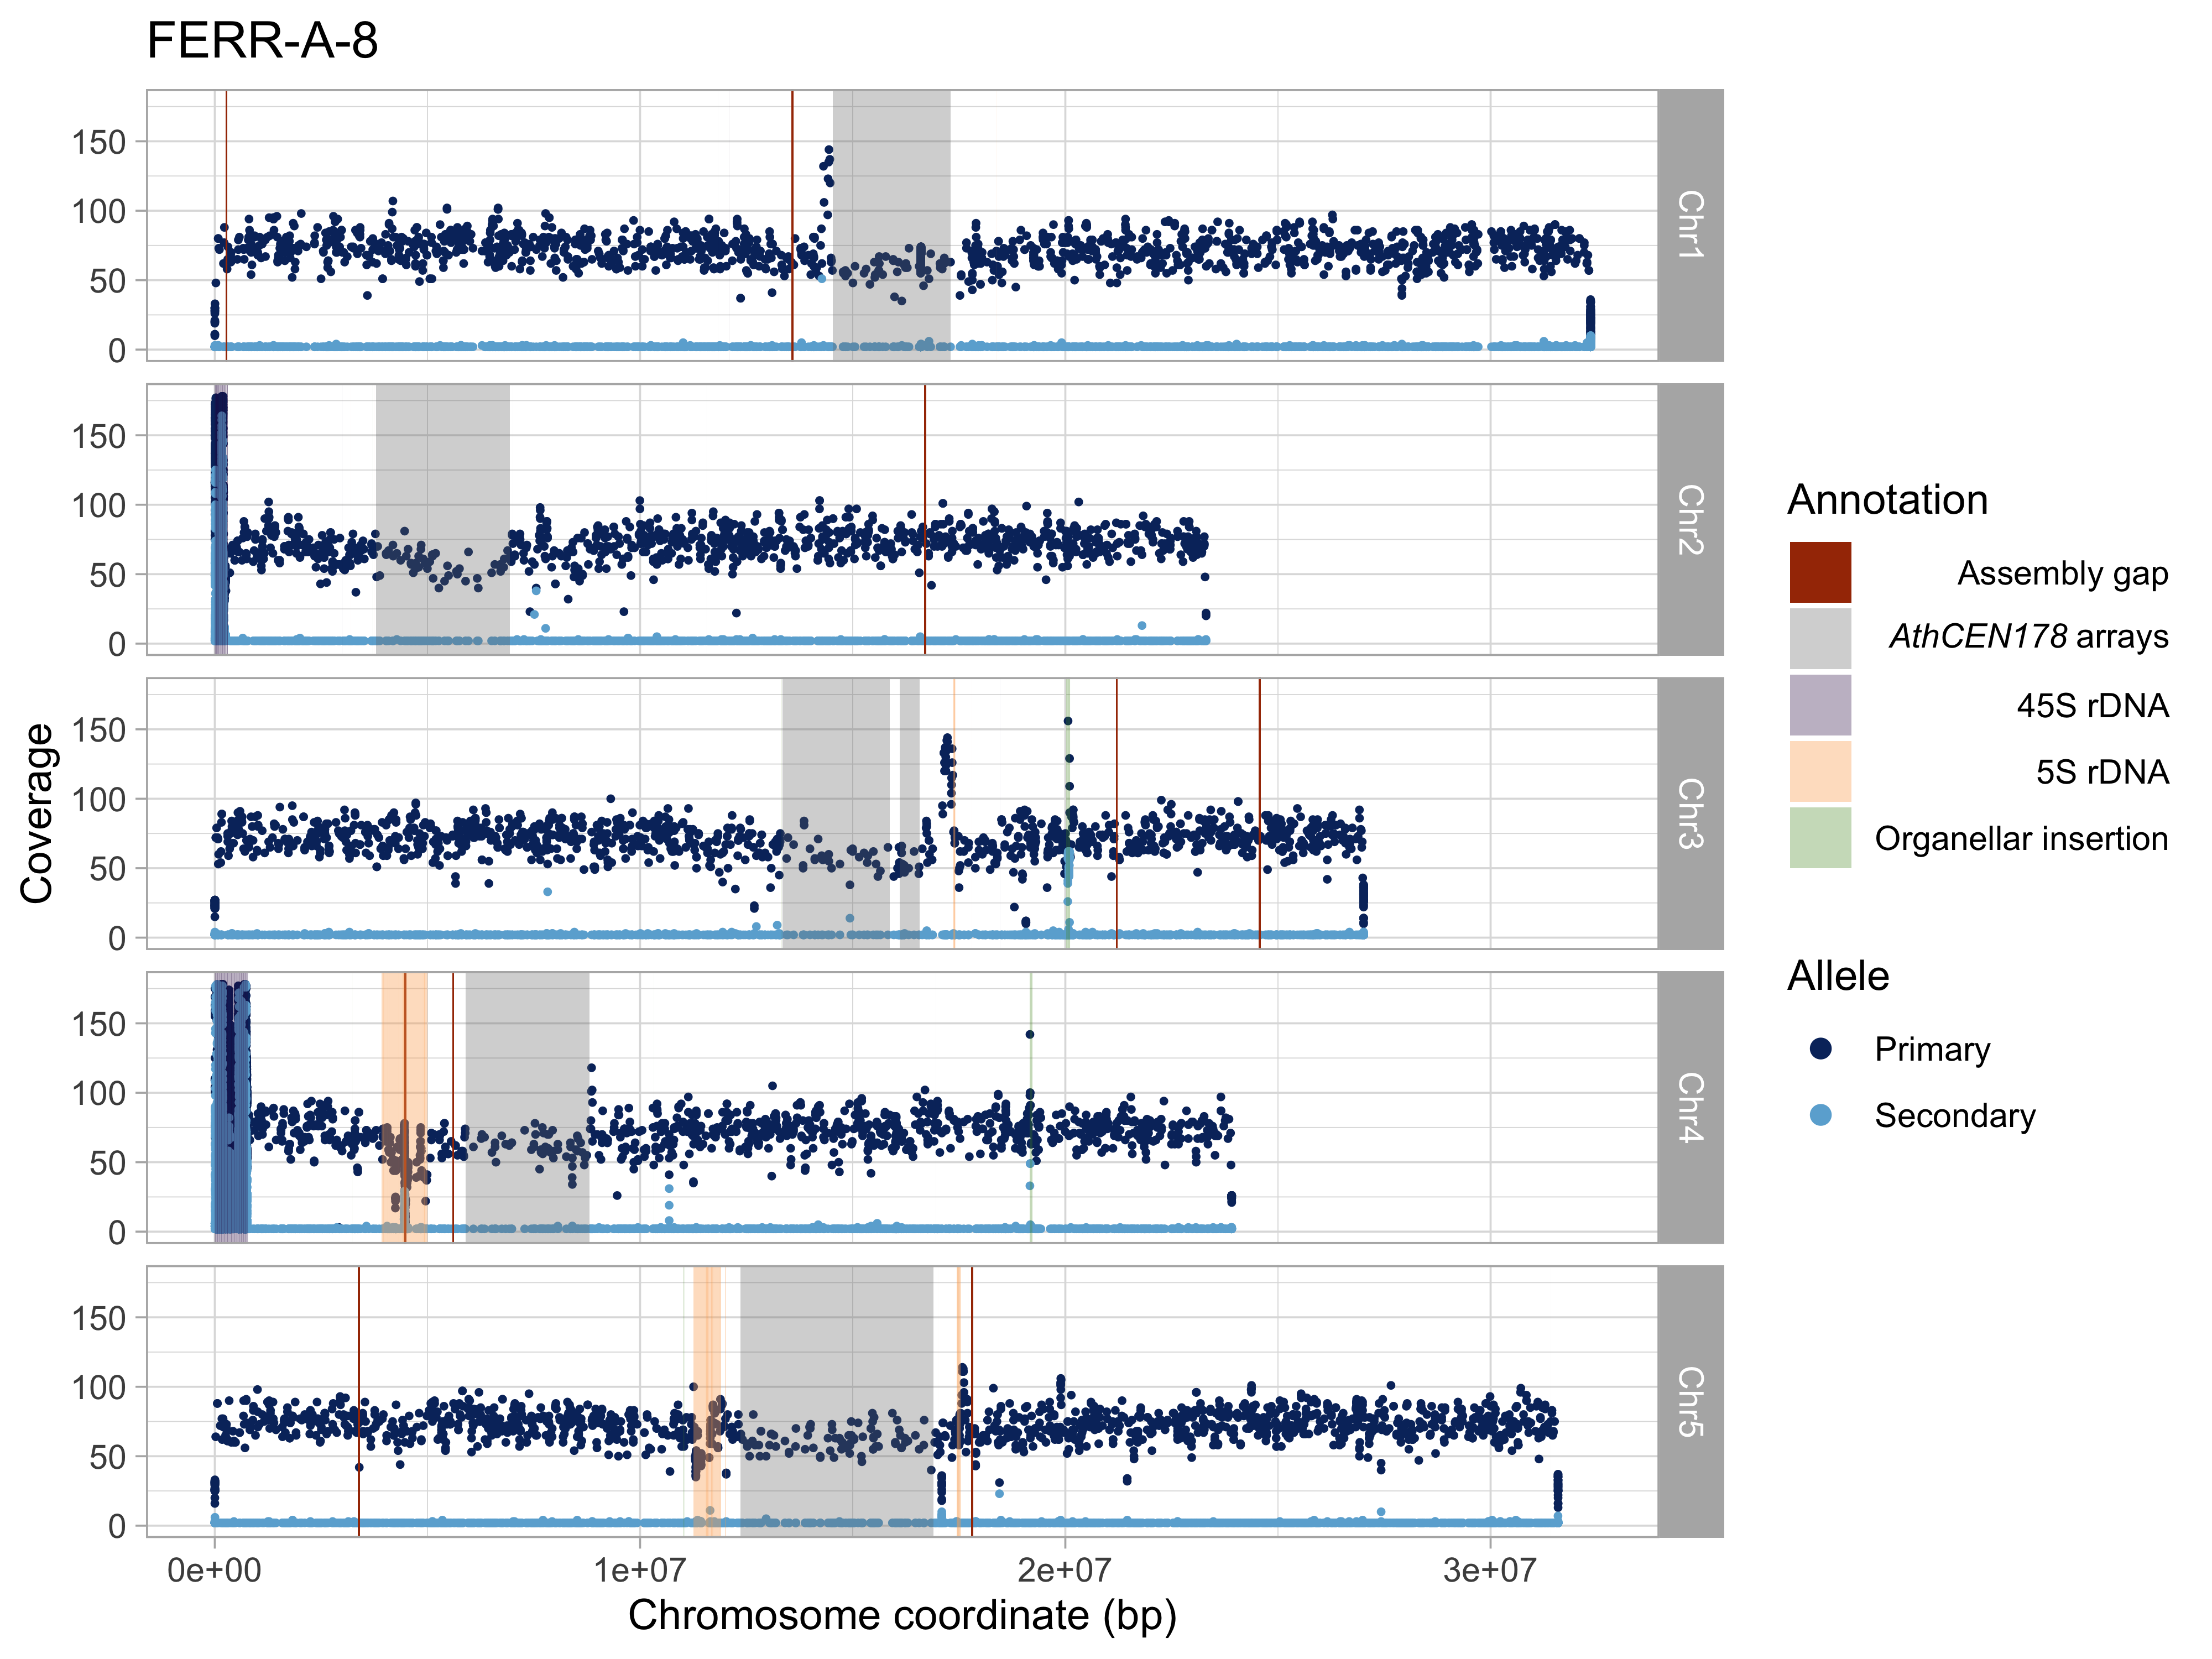 FERR-A-8
150
100
50
0
Chr1
150
100
50
0
Chr2
150
100
50
0
Chr3
150
100
50
0
Chr4
150
100
50
0
Chr5
0e+00 1e+07 2e+07 3e+07
Chromosome coordinate (bp)
Coverage
Annotation
Assembly gap
AthCEN178 arrays
45S rDNA
5S rDNA
Organellar insertion
Allele
Primary
Secondary